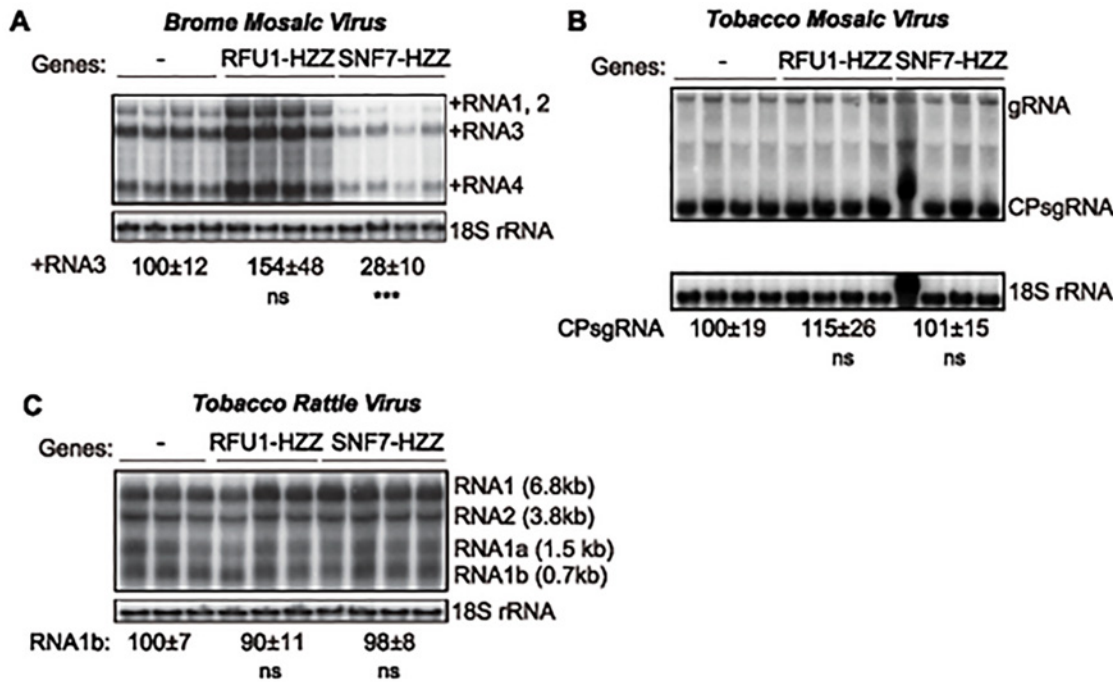 A
Brome Mosaic Virus
Genes: - RFU1-HZZ SNF7-HZZ
+RNA1, 2
+RNA3
+RNA4
18S rRNA
+RNA3 100±12 154±48 28±10
ns •••
B
Tobacco Mosaic Virus
Genes: - RFU1-HZZ SNF7-HZZ
gRNA
CPsgRNA
18S rRNA
CPsgRNA 100±19 115±26 101±15
ns ns
C
Tobacco Rattle Virus
Genes: - RFU1-HZZ SNF7-HZZ
RNA1 (6.8kb)
RNA2 (3.8kb)
RNA1a (1.5 kb)
RNA1b (0.7kb)
18S rRNA
RNA1b: 100±7 90±11 98±8
ns ns